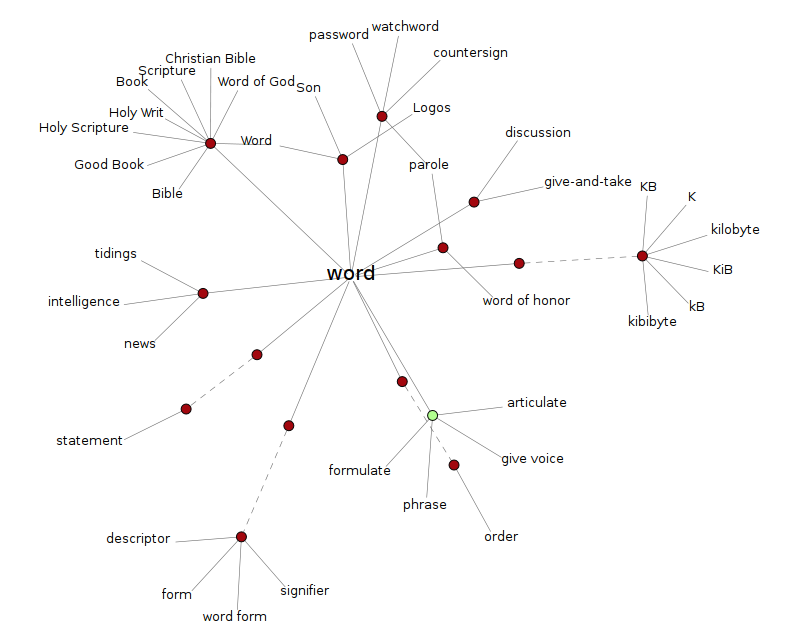 watchword
password
countersign
Christian Bible
Scripture
Book
Word of God
Son
Logos
Holy Writ
Holy Scripture
discussion
Word
Good Book
parole
give-and-take
KB
Bible
K
kilobyte
tidings
word
KiB
intelligence
word of honor
kB
news
kibibyte
articulate
statement
give voice
formulate
phrase
order
descriptor
signifier
form
word form